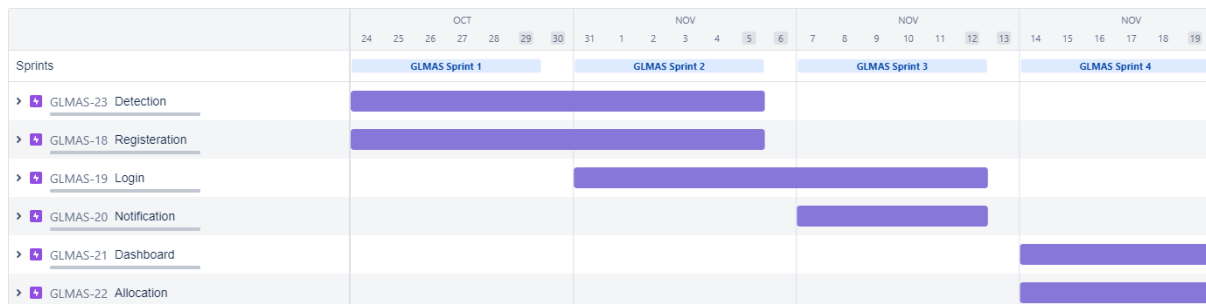 OCT NOV NOV NOV
24 25 26 27 28 29 30 31 1 2 3 4 5 6 7 8 9 10 11 12 13 14 15 16 17 18 19
Sprints GLMAS Sprint 1 GLMAS Sprint 2 GLMAS Sprint 3 GLMAS Sprint 4
GLMAS-23 Detection
GLMAS-18 Registeration
GLMAS-19 Login
GLMAS-20 Notification
GLMAS-21 Dashboard
GLMAS-22 Allocation